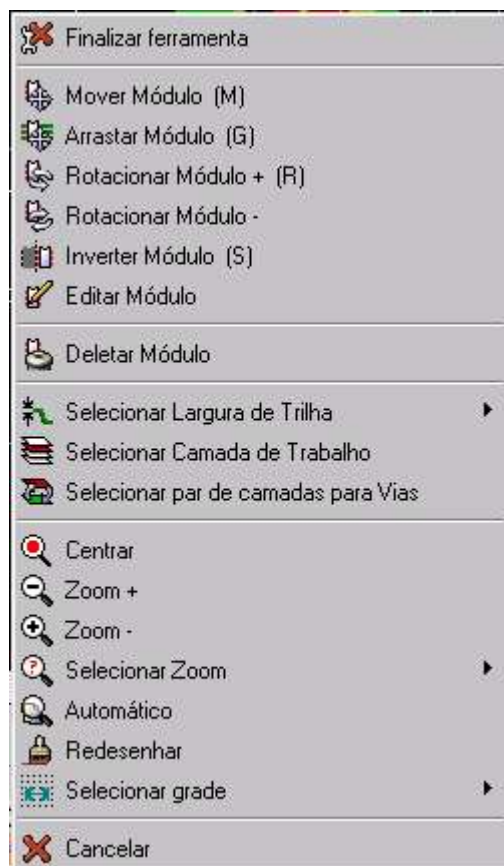 Finalizar ferramenta
Mover Módulo (M)
Arrastar Módulo (G)
Rotacionar Módulo + (R)
Rotacionar Módulo -
Inverter Módulo (S)
Editar Módulo
Deletar Módulo
Selecionar Largura de Trilha
Selecionar Camada de Trabalho
Selecionar par de camadas para Vias
Centrar
Zoom +
Zoom -
Selecionar Zoom
Automático
Redesenhar
Selecionar grade
Cancelar